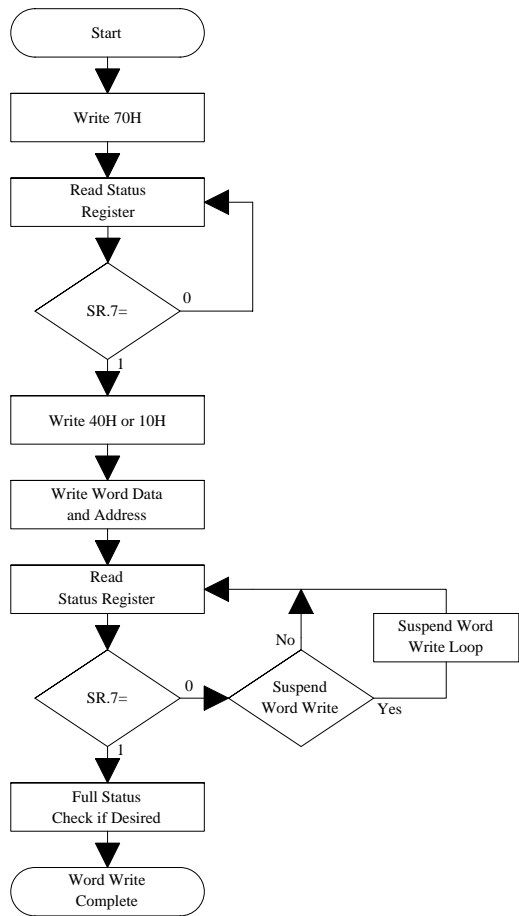 Start
Write 70H
Read Status
Register
SR.7=
0
1
Write 40H or 10H
Write Word Data
and Address
Read
Status Register
No
Suspend Word
Write Loop
SR.7=
0
Suspend
Word Write
Yes
1
Full Status
Check if Desired
Word Write
Complete